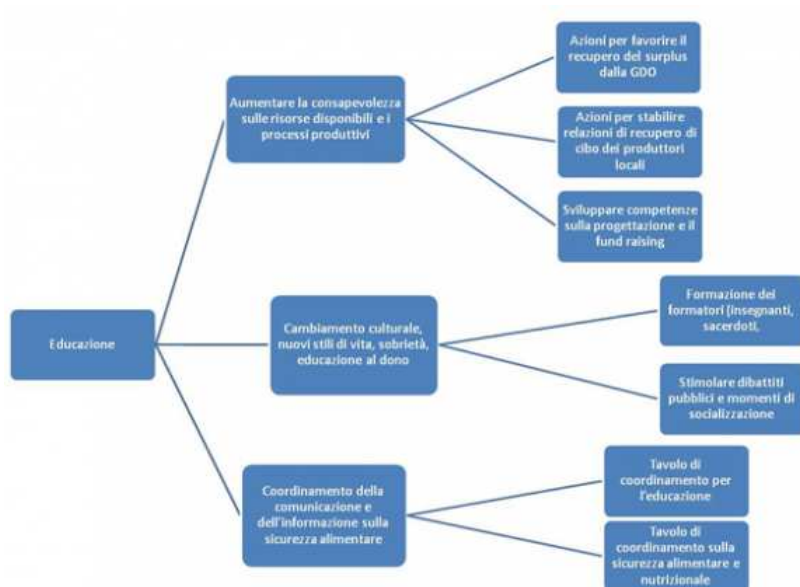 Azioni per favorire il
recupero del surplus
dalla GDO
Aumentare la consapevolezza
sulle risorse disponibili e i
processi produttivi
Azioni per stabilire
relazioni di recupero di
cibo dei produttori
locali
Sviluppare competenze
sulla progettazione e il
fund raising
Educazione
Cambiamento culturale,
nuovi stili di vita, sobrietà,
educazione al dono
Formazione dei
formatori (insegnanti,
sacerdoti,
Stimolare dibattiti
pubblici e momenti di
socializzazione
Coordinamento della
comunicazione e
dell'informazione sulla
sicurezza alimentare
Tavolo di
coordinamento per
l'educazione
Tavolo di
coordinamento sulla
sicurezza alimentare e
nutrizionale